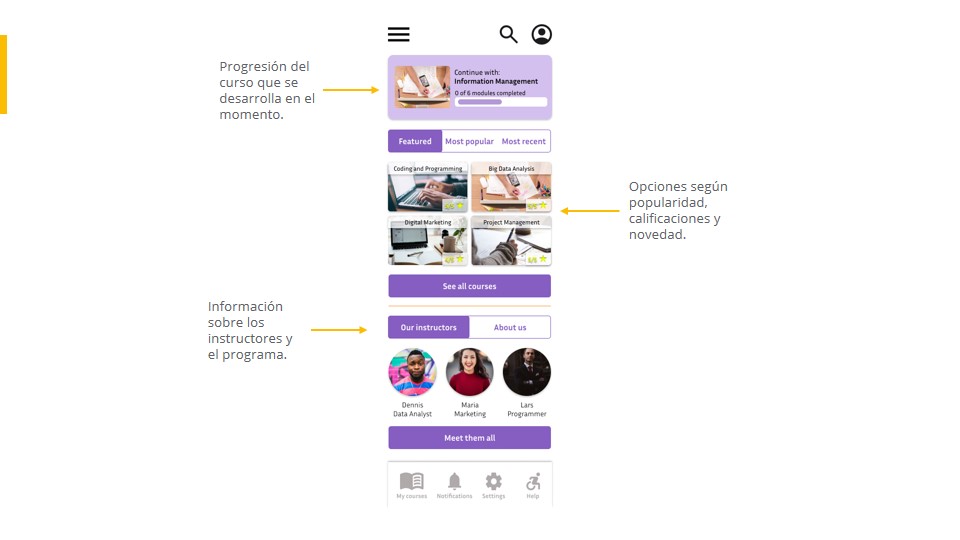 Progresión del
curso que se
desarrolla en el
momento.
Continue with:
Information Management
0 of 6 modules completed
Featured
Most popular
Most recent
Coding and Programming
Big Data Analysis
Digital Marketing
Project Management
Opciones según
popularidad,
calificaciones y
novedad.
See all courses
Información
sobre los
instructores y
el programa.
Our instructors
About us
Dennis
Data Analyst
Maria
Marketing
Lars
Programmer
Meet them all
My courses
Notifications
Settings
Help